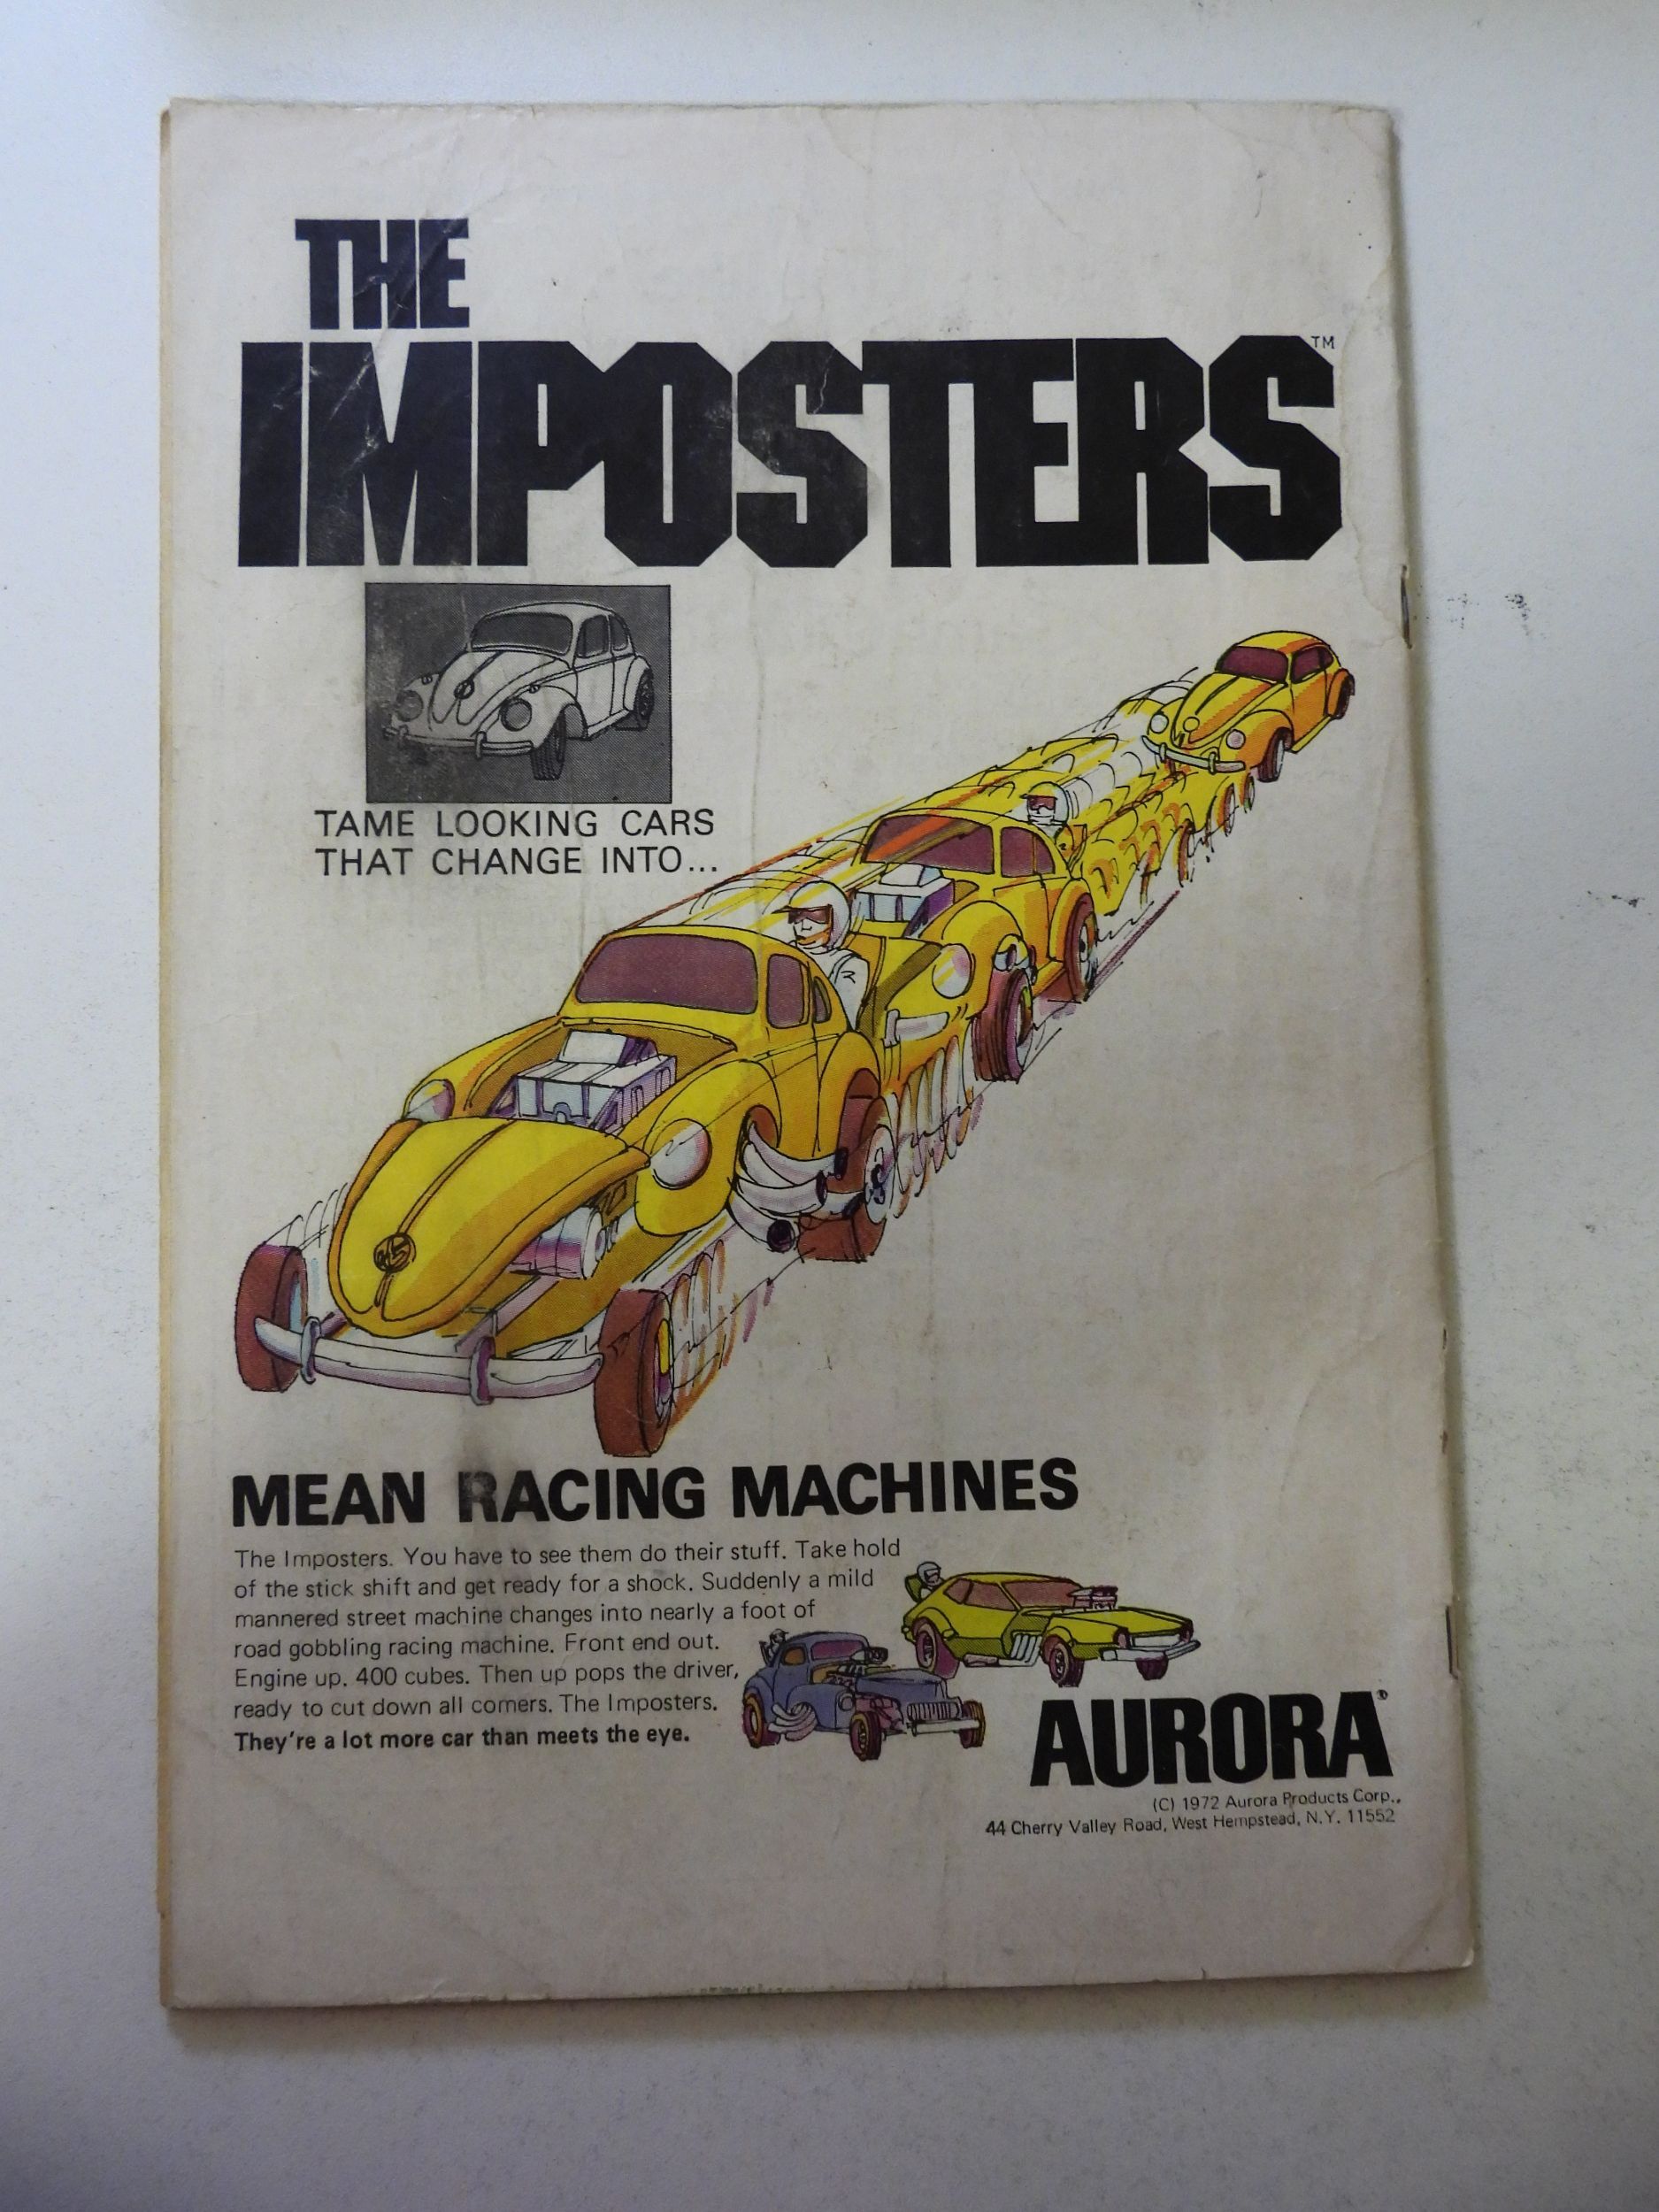 THE
IMPOSTERS™
TAME LOOKING CARS
THAT CHANGE INTO...
MEAN RACING MACHINES
The Imposters. You have to see them do their stuff. Take hold
of the stick shift and get ready for a shock. Suddenly a mild
mannered street machine changes into nearly a foot of
road gobbling racing machine. Front end out.
Engine up. 400 cubes. Then up pops the driver,
ready to cut down all comers. The Imposters.
They're a lot more car than meets the eye.
AURORA®
(C) 1972 Aurora Products Corp.,
44 Cherry Valley Road, West Hempstead, N.Y. 11552